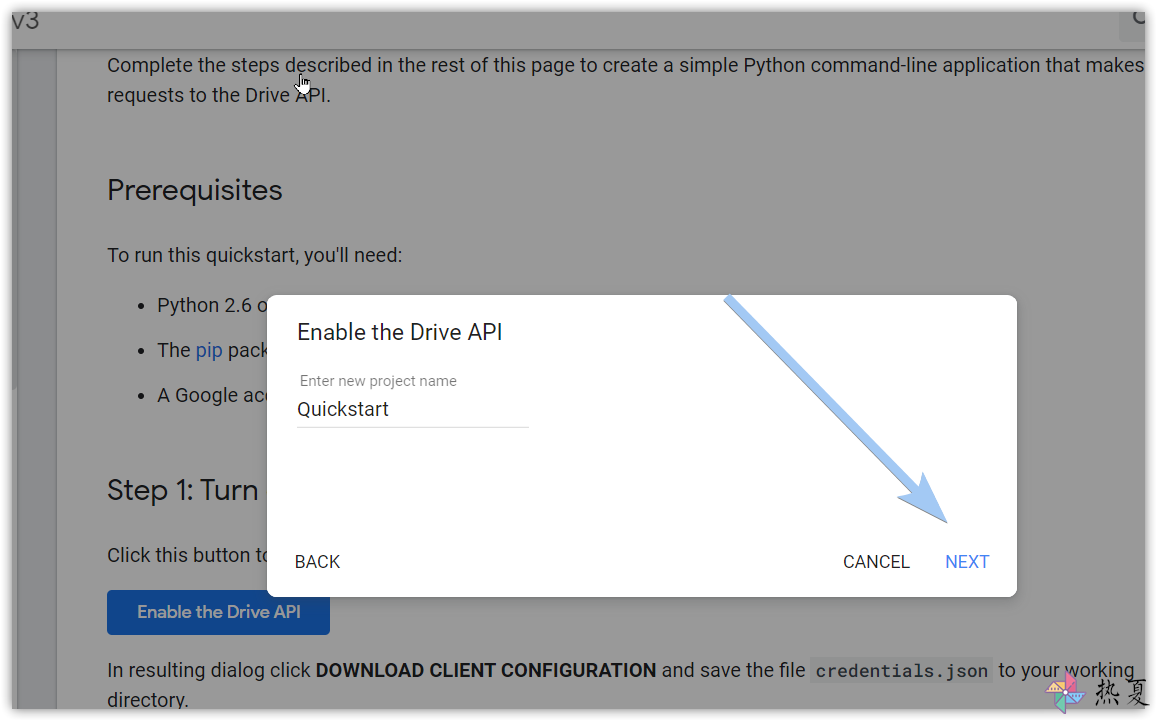 v3
Complete the steps described in the rest of this page to create a simple Python command-line application that makes
requests to the Drive API.
Prerequisites
To run this quickstart, you'll need:
Python 2.6 o
The pip pack
A Google acc
Enable the Drive API
Enter new project name
Quickstart
BACK
CANCEL NEXT
Step 1: Turn
Click this button to
Enable the Drive API
In resulting dialog click DOWNLOAD CLIENT CONFIGURATION and save the file credentials.json to your working
directory.
热夏